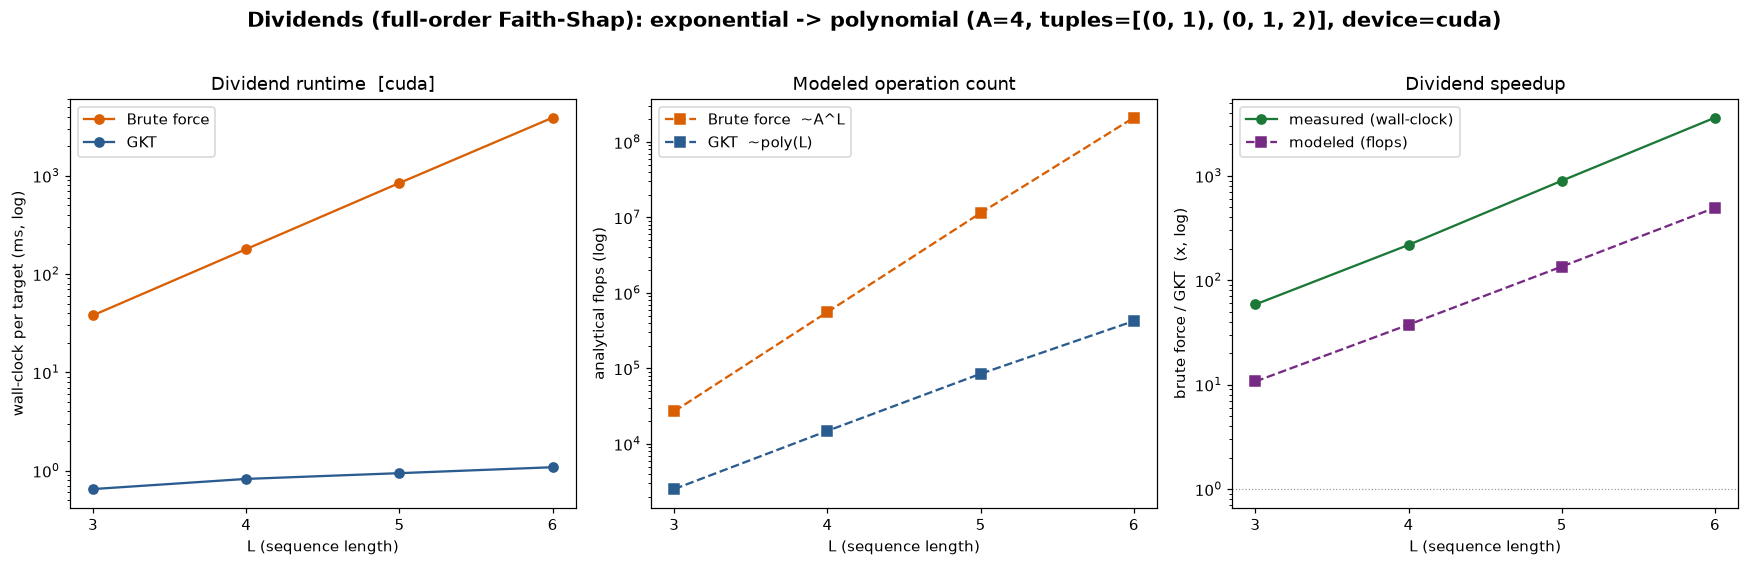 Dividends (full-order Faith-Shap): exponential -> polynomial (A=4, tuples=[(0, 1), (0, 1, 2)], device=cuda)
Dividend runtime  [cuda]
Brute force
GKT
10^3
10^2
10^1
10^0
wall-clock per target (ms, log)
3 4 5 6
L (sequence length)
Modeled operation count
Brute force  ~A^L
GKT  ~poly(L)
10^8
10^7
10^6
10^5
10^4
analytical flops (log)
3 4 5 6
L (sequence length)
Dividend speedup
measured (wall-clock)
modeled (flops)
10^3
10^2
10^1
10^0
brute force / GKT  (x, log)
3 4 5 6
L (sequence length)